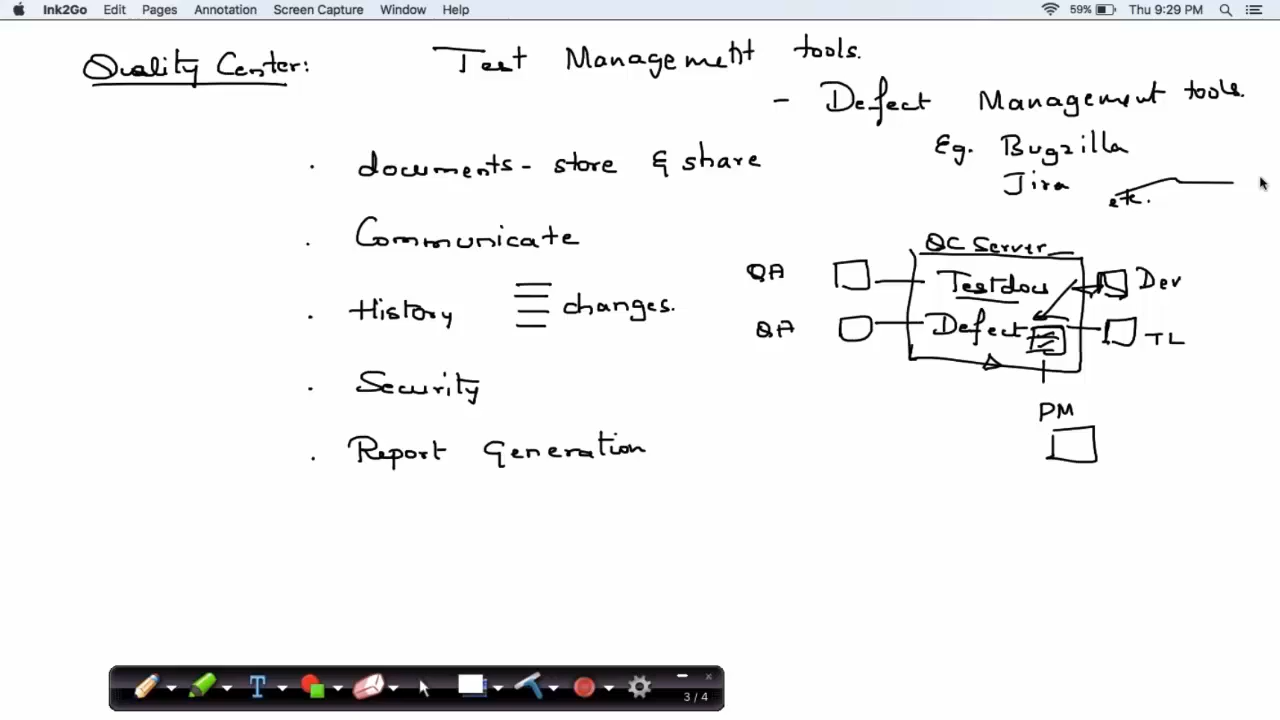 Ink2Go Edit Pages Annotation Screen Capture Window Help 59% Thu 9:29 PM
Quality Center: Test Management tools.
- Defect Management tools.
Eg. Bugzilla
Jira
etc.
· documents - store & share
· Communicate
· History changes.
· Security
· Report Generation
QC Server
QA Testdocs Dev
QA Defect TL
PM
T
3 / 4